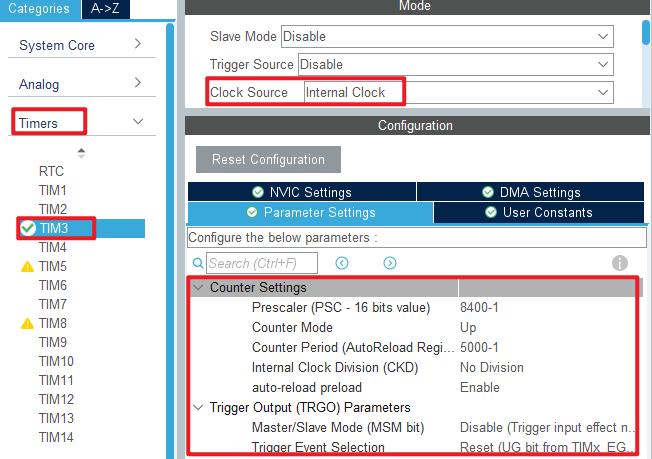 Categories A->Z
System Core
Analog
Timers
RTC
TIM1
TIM2
TIM3
TIM4
TIM5
TIM6
TIM7
TIM8
TIM9
TIM10
TIM11
TIM12
TIM13
TIM14
Mode
Slave Mode Disable
Trigger Source Disable
Clock Source Internal Clock
Configuration
Reset Configuration
NVIC Settings DMA Settings
Parameter Settings User Constants
Configure the below parameters :
Search (Ctrl+F)
Counter Settings
Prescaler (PSC - 16 bits value) 8400-1
Counter Mode Up
Counter Period (AutoReload Regi... 5000-1
Internal Clock Division (CKD) No Division
auto-reload preload Enable
Trigger Output (TRGO) Parameters
Master/Slave Mode (MSM bit) Disable (Trigger input effect n...
Trigger Event Selection Reset (UG bit from TIMx_EG...